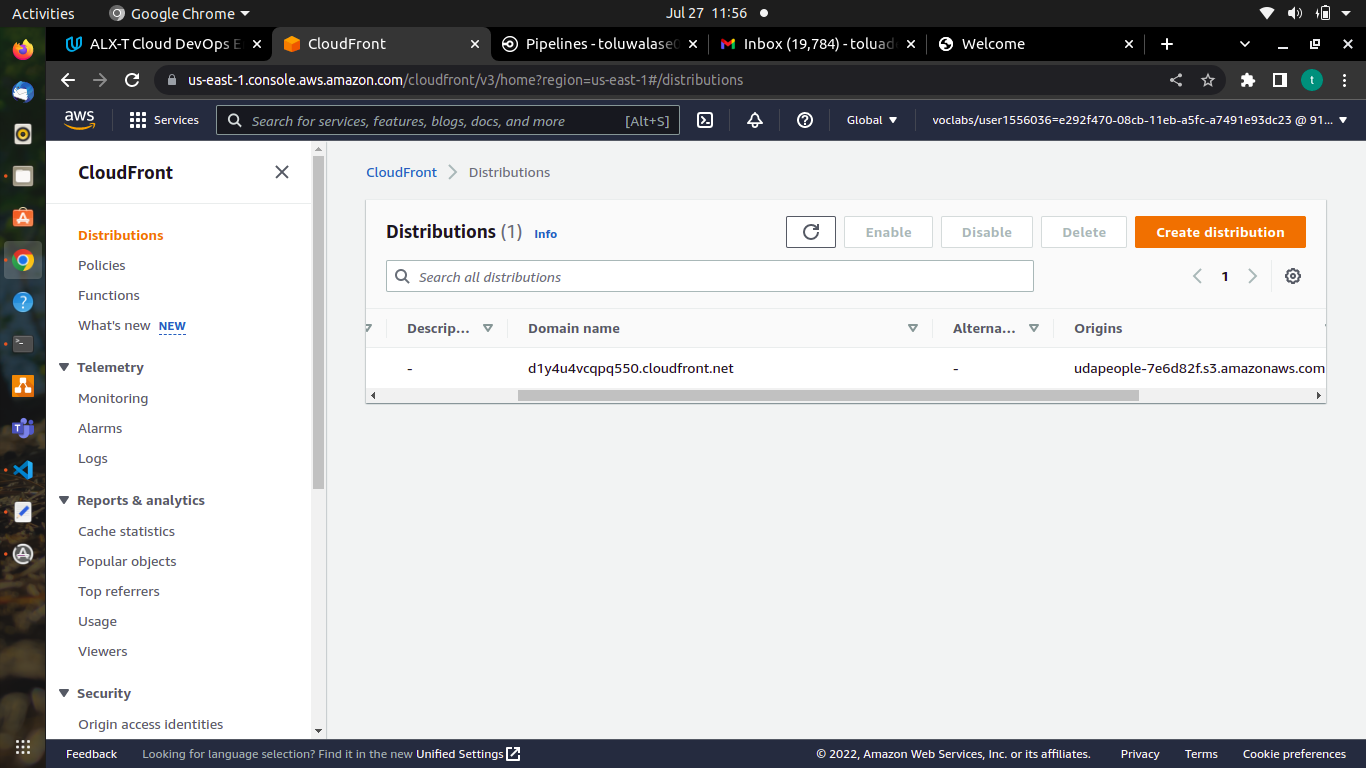 Activities
Google Chrome
Jul 27 11:56
ALX-T Cloud DevOps E
CloudFront
Pipelines - toluwalase0
Inbox (19,784) - toluad
Welcome
us-east-1.console.aws.amazon.com/cloudfront/v3/home?region=us-east-1#/distributions
t
aws
Services
Search for services, features, blogs, docs, and more
[Alt+S]
Global
voclabs/user1556036=e292f470-08cb-11eb-a5fc-a7491e93dc23 @ 91...
CloudFront
Distributions
Policies
Functions
What's new NEW
Telemetry
Monitoring
Alarms
Logs
Reports & analytics
Cache statistics
Popular objects
Top referrers
Usage
Viewers
Security
Origin access identities
CloudFront
Distributions
Distributions (1) Info
Enable
Disable
Delete
Create distribution
Search all distributions
1
Descrip...
Domain name
Alterna...
Origins
-
d1y4u4vcqpq550.cloudfront.net
-
udapeople-7e6d82f.s3.amazonaws.com
Feedback
Looking for language selection? Find it in the new Unified Settings
© 2022, Amazon Web Services, Inc. or its affiliates.
Privacy
Terms
Cookie preferences